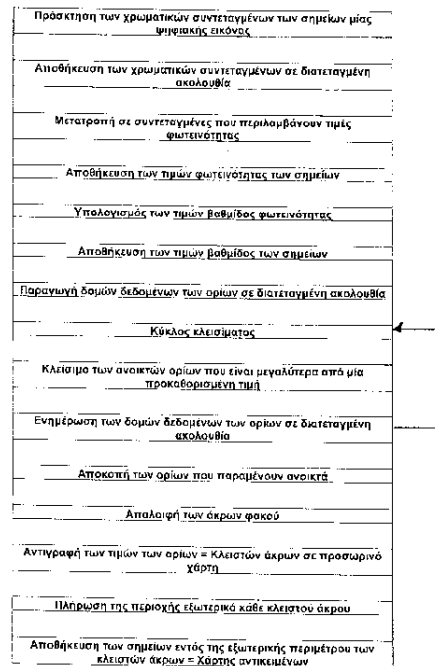 Πρόσκτηση των χρωματικών συντεταγμένων των σημείων μίας
ψηφιακής εικόνας
Αποθήκευση των χρωματικών συντεταγμένων σε διατεταγμένη
ακολουθία
Μετατροπή σε συντεταγμένες που περιλαμβάνουν τιμές
φωτεινότητας
Αποθήκευση των τιμών φωτεινότητας των σημείων
Υπολογισμός των τιμών βαθμίδος φωτεινότητας
Αποθήκευση των τιμών βαθμίδος των σημείων
Παραγωγή δομών δεδομένων των ορίων σε διατεταγμένη ακολουθία
Κύκλος κλεισίματος
Κλείσιμο των ανοικτών ορίων που είναι μεγαλύτερα από μία
προκαθορισμένη τιμή
Ενημέρωση των δομών δεδομένων των ορίων σε διατεταγμένη
ακολουθία
Αποκοπή των ορίων που παραμένουν ανοικτά
Απαλοιφή των άκρων φακού
Αντιγραφή των τιμών των ορίων = Κλειστών άκρων σε προσωρινό
χάρτη
Πλήρωση της περιοχής εξωτερικά κάθε κλειστού άκρου
Αποθήκευση των σημείων εντός της εξωτερικής περιμέτρου των
κλειστών άκρων = Χάρτης αντικειμένων